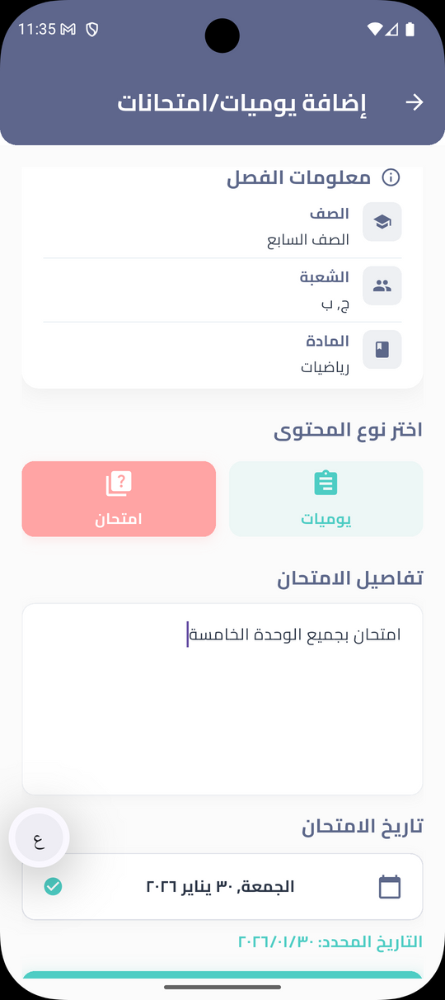 11:35
إضافة يوميات/امتحانات
معلومات الفصل
الصف
الصف السابع
الشعبة
ج, ب
المادة
رياضيات
اختر نوع المحتوى
يوميات
امتحان
تفاصيل الامتحان
امتحان بجميع الوحدة الخامسة
تاريخ الامتحان
ع
الجمعة, ٣٠ يناير ٢٠٢٦
التاريخ المحدد: ٢٠٢٦/٠١/٣٠